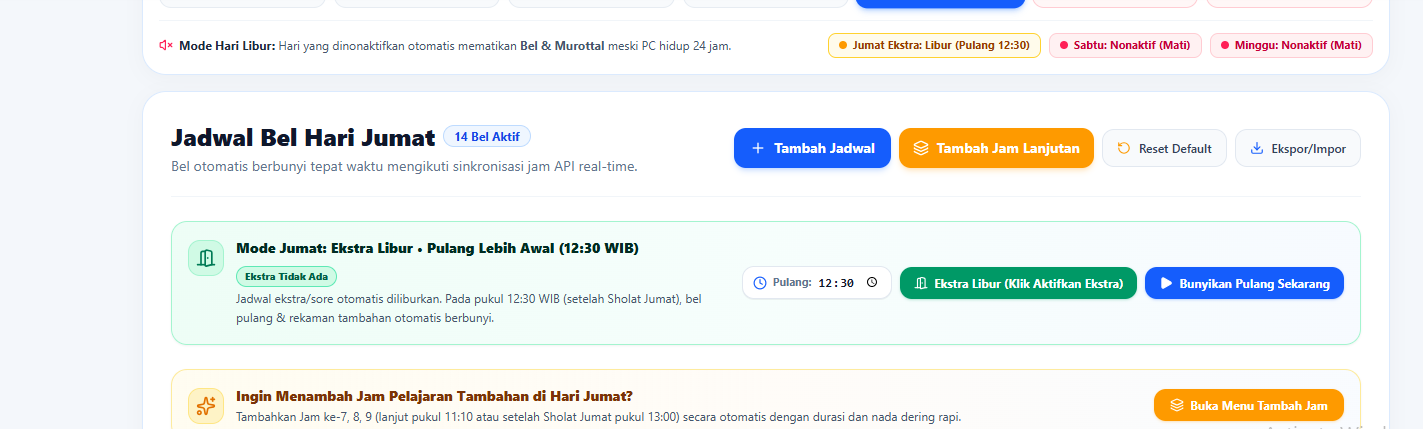 Mode Hari Libur: Hari yang dinonaktifkan otomatis mematikan Bel & Murottal meski PC hidup 24 jam.
Jumat Ekstra: Libur (Pulang 12:30)
Sabtu: Nonaktif (Mati)
Minggu: Nonaktif (Mati)
Jadwal Bel Hari Jumat
14 Bel Aktif
Bel otomatis berbunyi tepat waktu mengikuti sinkronisasi jam API real-time.
Tambah Jadwal
Tambah Jam Lanjutan
Reset Default
Ekspor/Impor
Mode Jumat: Ekstra Libur • Pulang Lebih Awal (12:30 WIB)
Ekstra Tidak Ada
Jadwal ekstra/sore otomatis diliburkan. Pada pukul 12:30 WIB (setelah Sholat Jumat), bel
pulang & rekaman tambahan otomatis berbunyi.
Pulang: 12:30
Ekstra Libur (Klik Aktifkan Ekstra)
Bunyikan Pulang Sekarang
Ingin Menambah Jam Pelajaran Tambahan di Hari Jumat?
Tambahkan Jam ke-7, 8, 9 (lanjut pukul 11:10 atau setelah Sholat Jumat pukul 13:00) secara otomatis dengan durasi dan nada dering rapi.
Buka Menu Tambah Jam